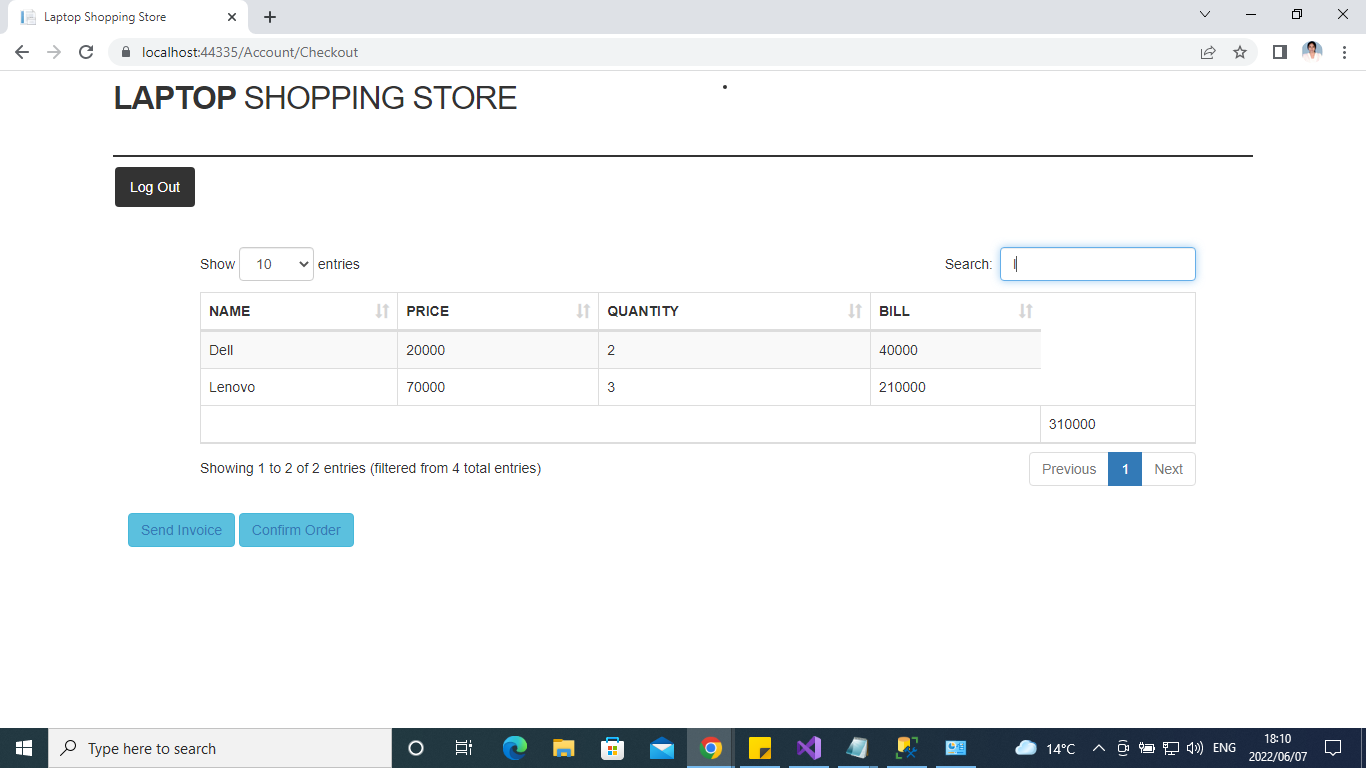 Laptop Shopping Store
localhost:44335/Account/Checkout
LAPTOP SHOPPING STORE
Log Out
Show 10 entries
Search: l
NAME PRICE QUANTITY BILL
Dell 20000 2 40000
Lenovo 70000 3 210000
310000
Showing 1 to 2 of 2 entries (filtered from 4 total entries)
Previous 1 Next
Send Invoice Confirm Order
Type here to search
14°C
ENG
18:10
2022/06/07